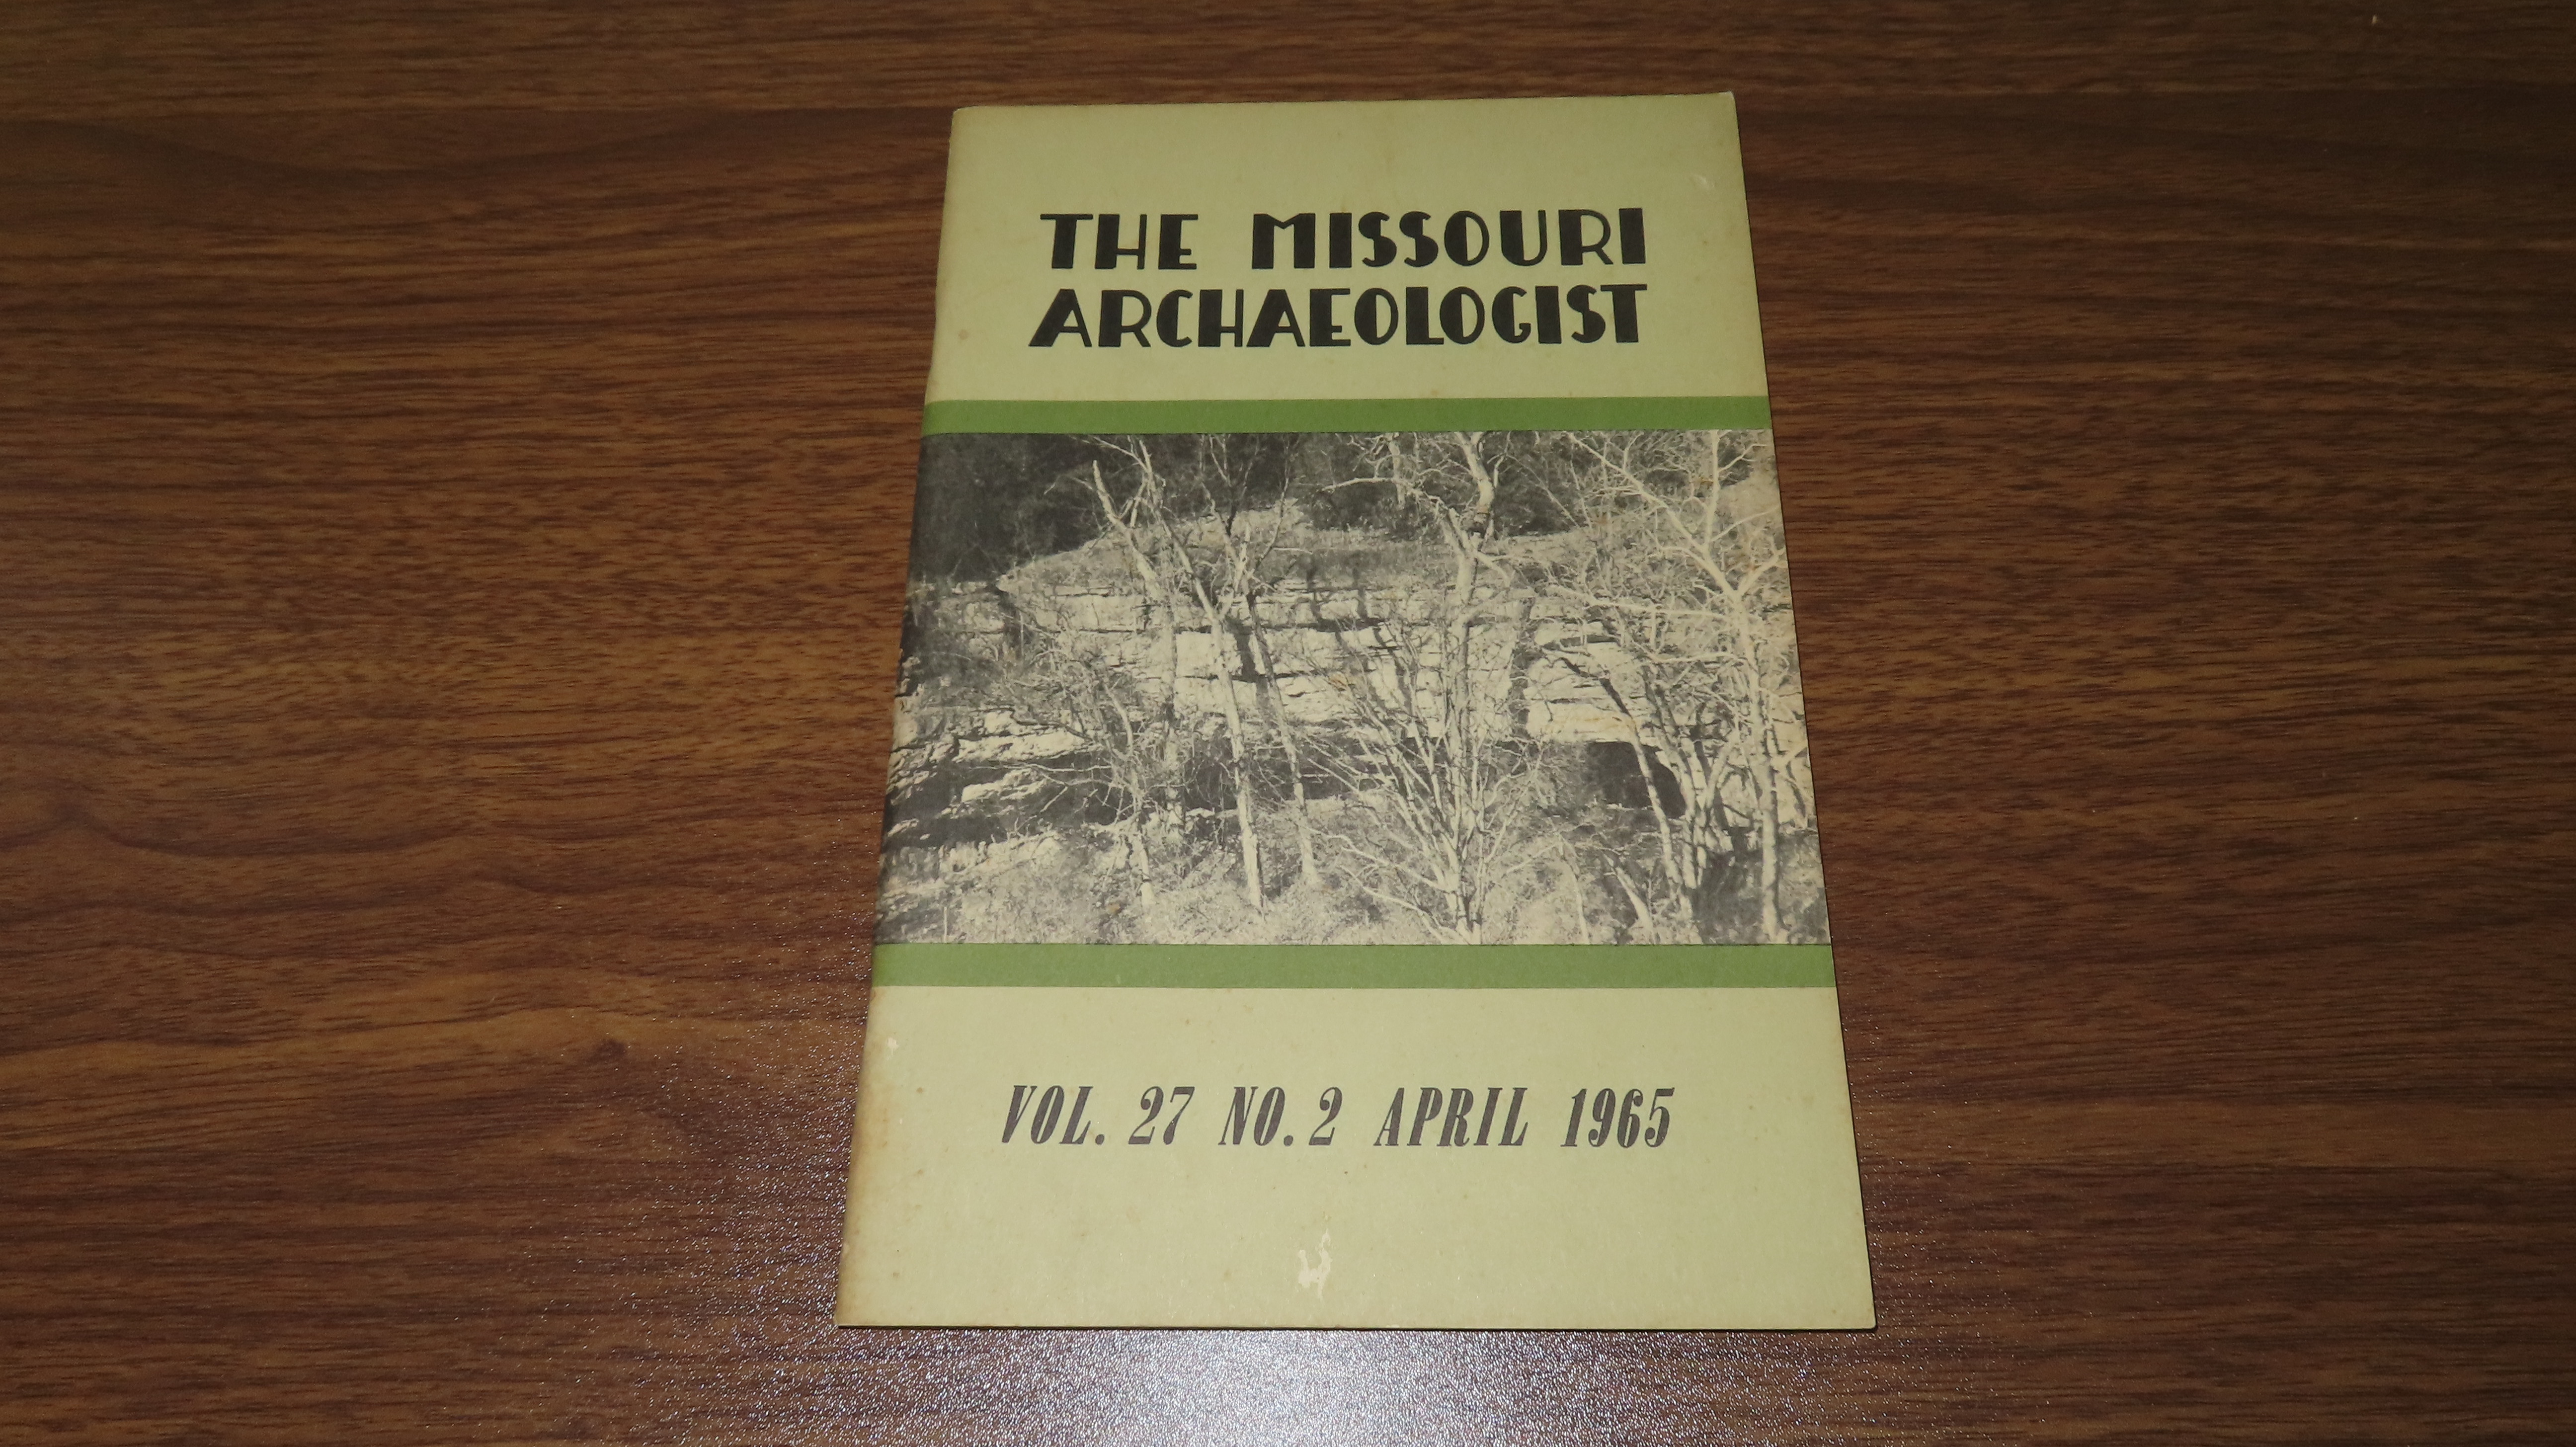 THE MISSOURI
ARCHAEOLOGIST
VOL. 27 NO. 2 APRIL 1965